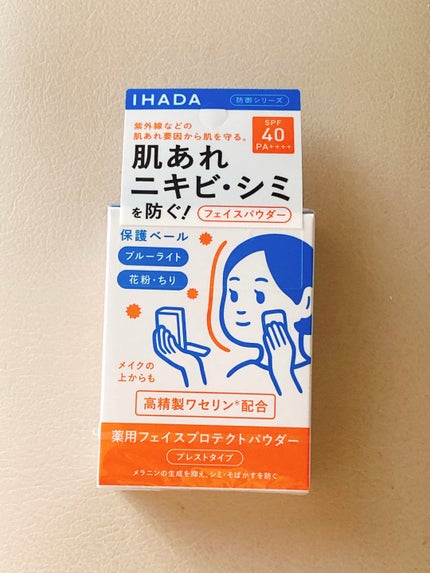 IHADA
防御シリーズ
紫外線などの
肌あれ要因から肌を守る。
SPF
40
PA++++
肌あれ
ニキビ・シミ
を防ぐ!
フェイスパウダー
保護ベール
ブルーライト
花粉・ちり
メイクの
上からも
高精製ワセリン*配合
薬用フェイスプロテクトパウダー
プレストタイプ
メラニンの生成を抑え、シミ・そばかすを防ぐ